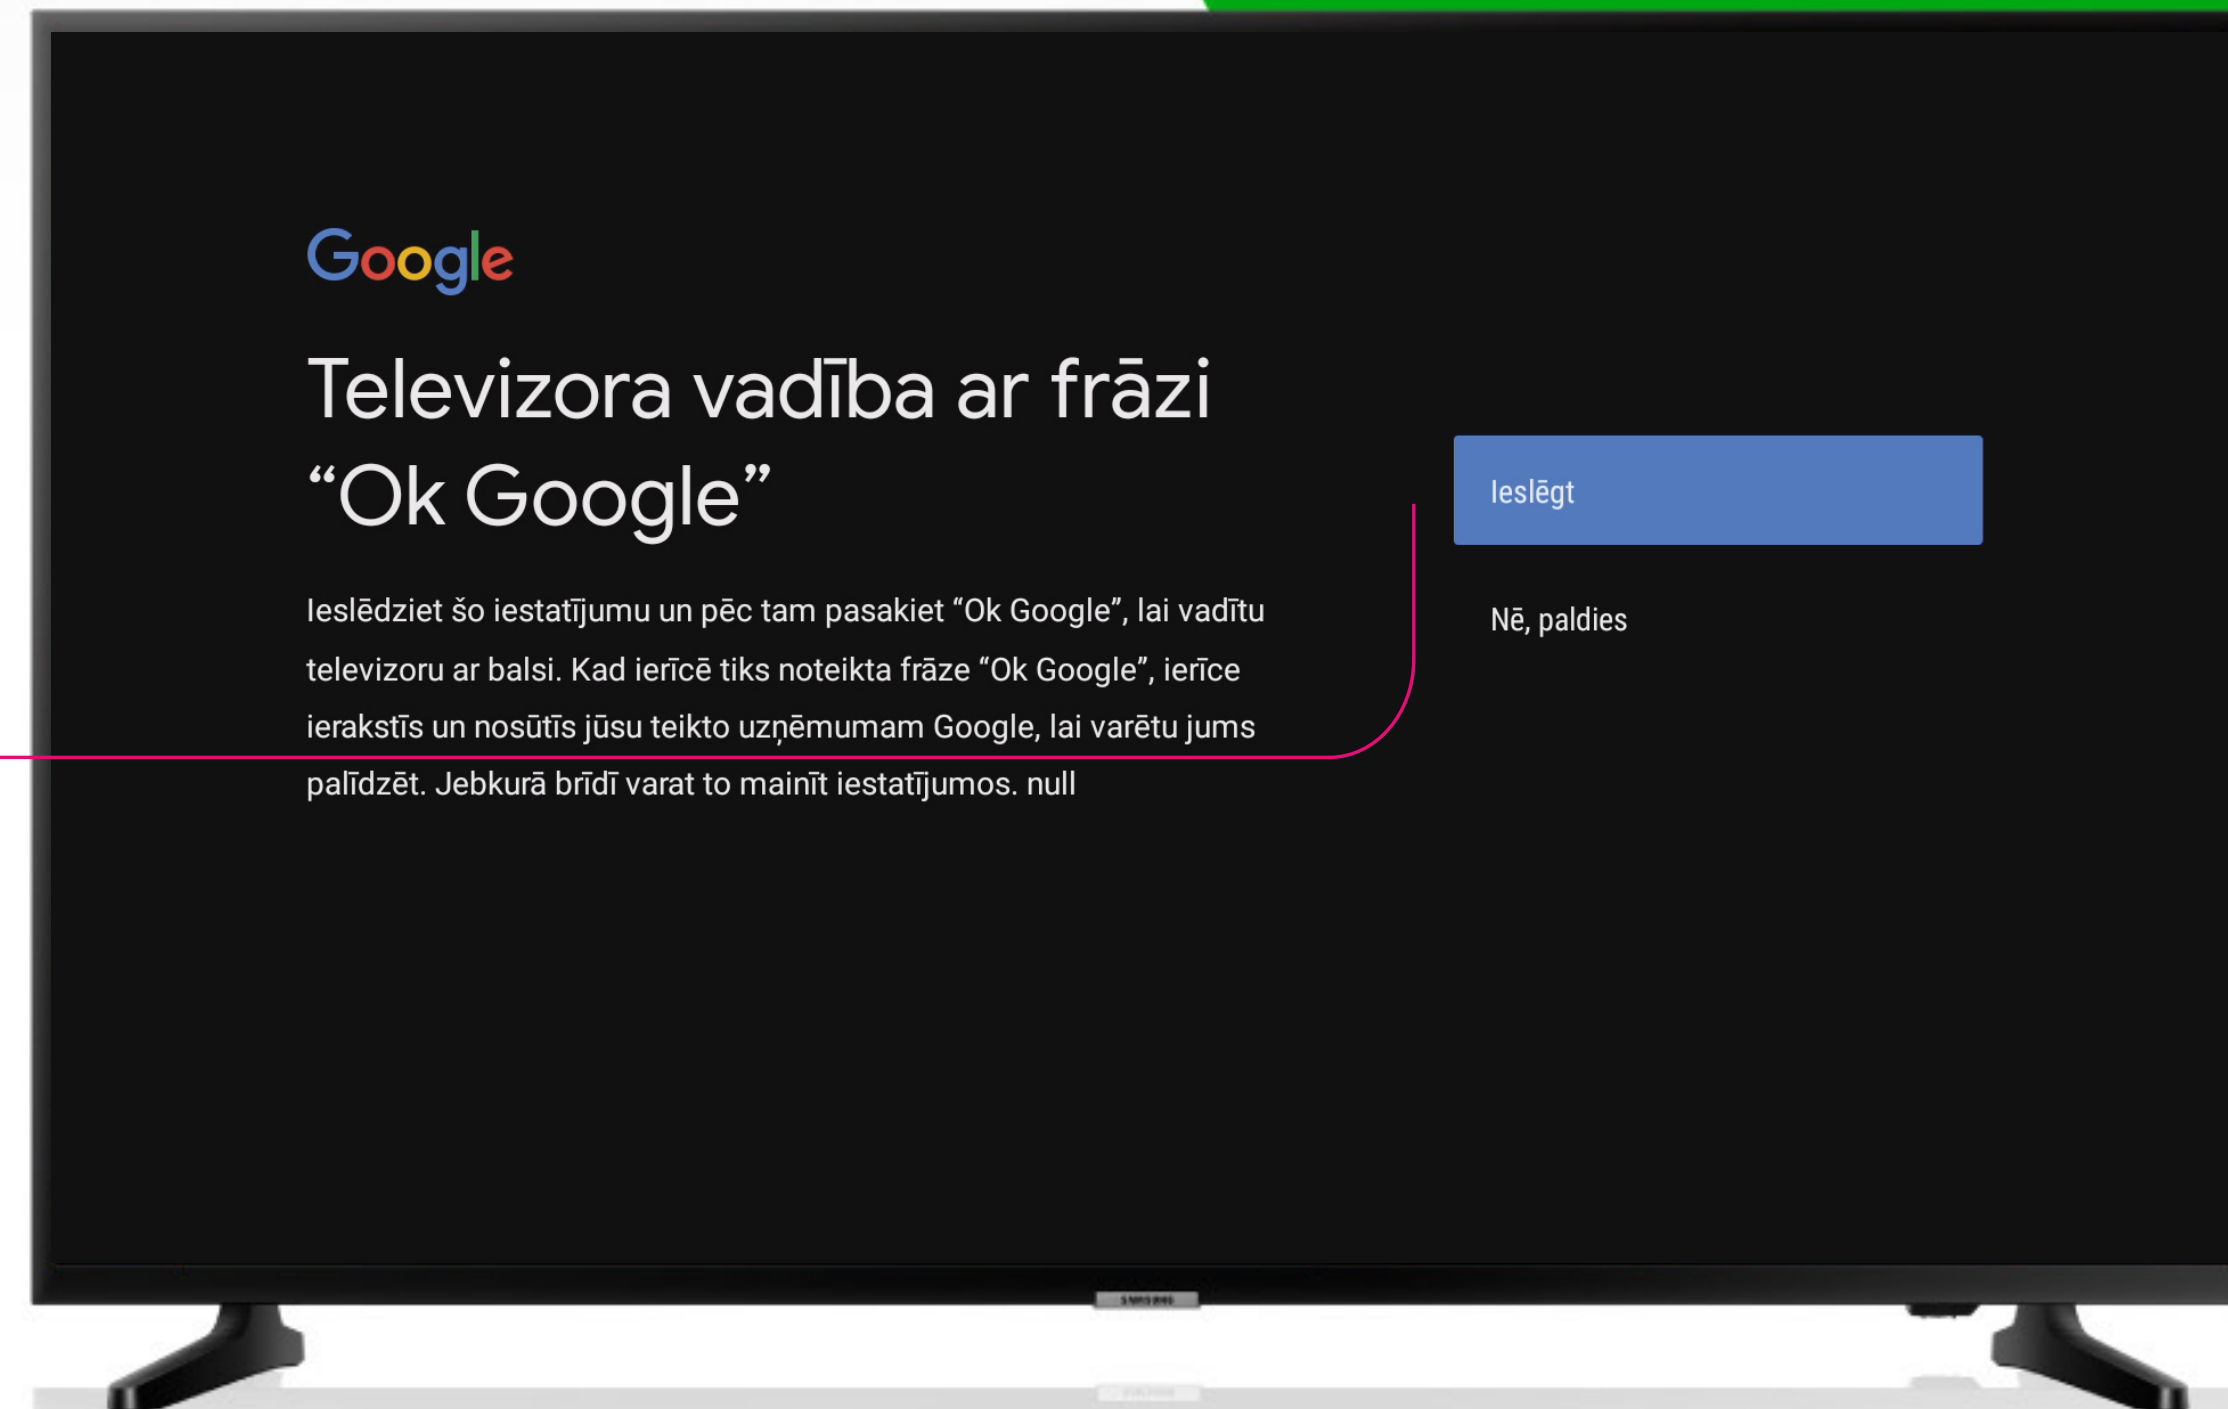 Google
Televizora vadība ar frāzi
“Ok Google”
Ieslēdziet šo iestatījumu un pēc tam pasakiet “Ok Google”, lai vadītu
televizoru ar balsi. Kad ierīcē tiks noteikta frāze “Ok Google”, ierīce
ierakstīs un nosūtīs jūsu teikto uzņēmumam Google, lai varētu jums
palīdzēt. Jebkurā brīdī varat to mainīt iestatījumos. null
Ieslēgt
Nē, paldies
SAMSUNG